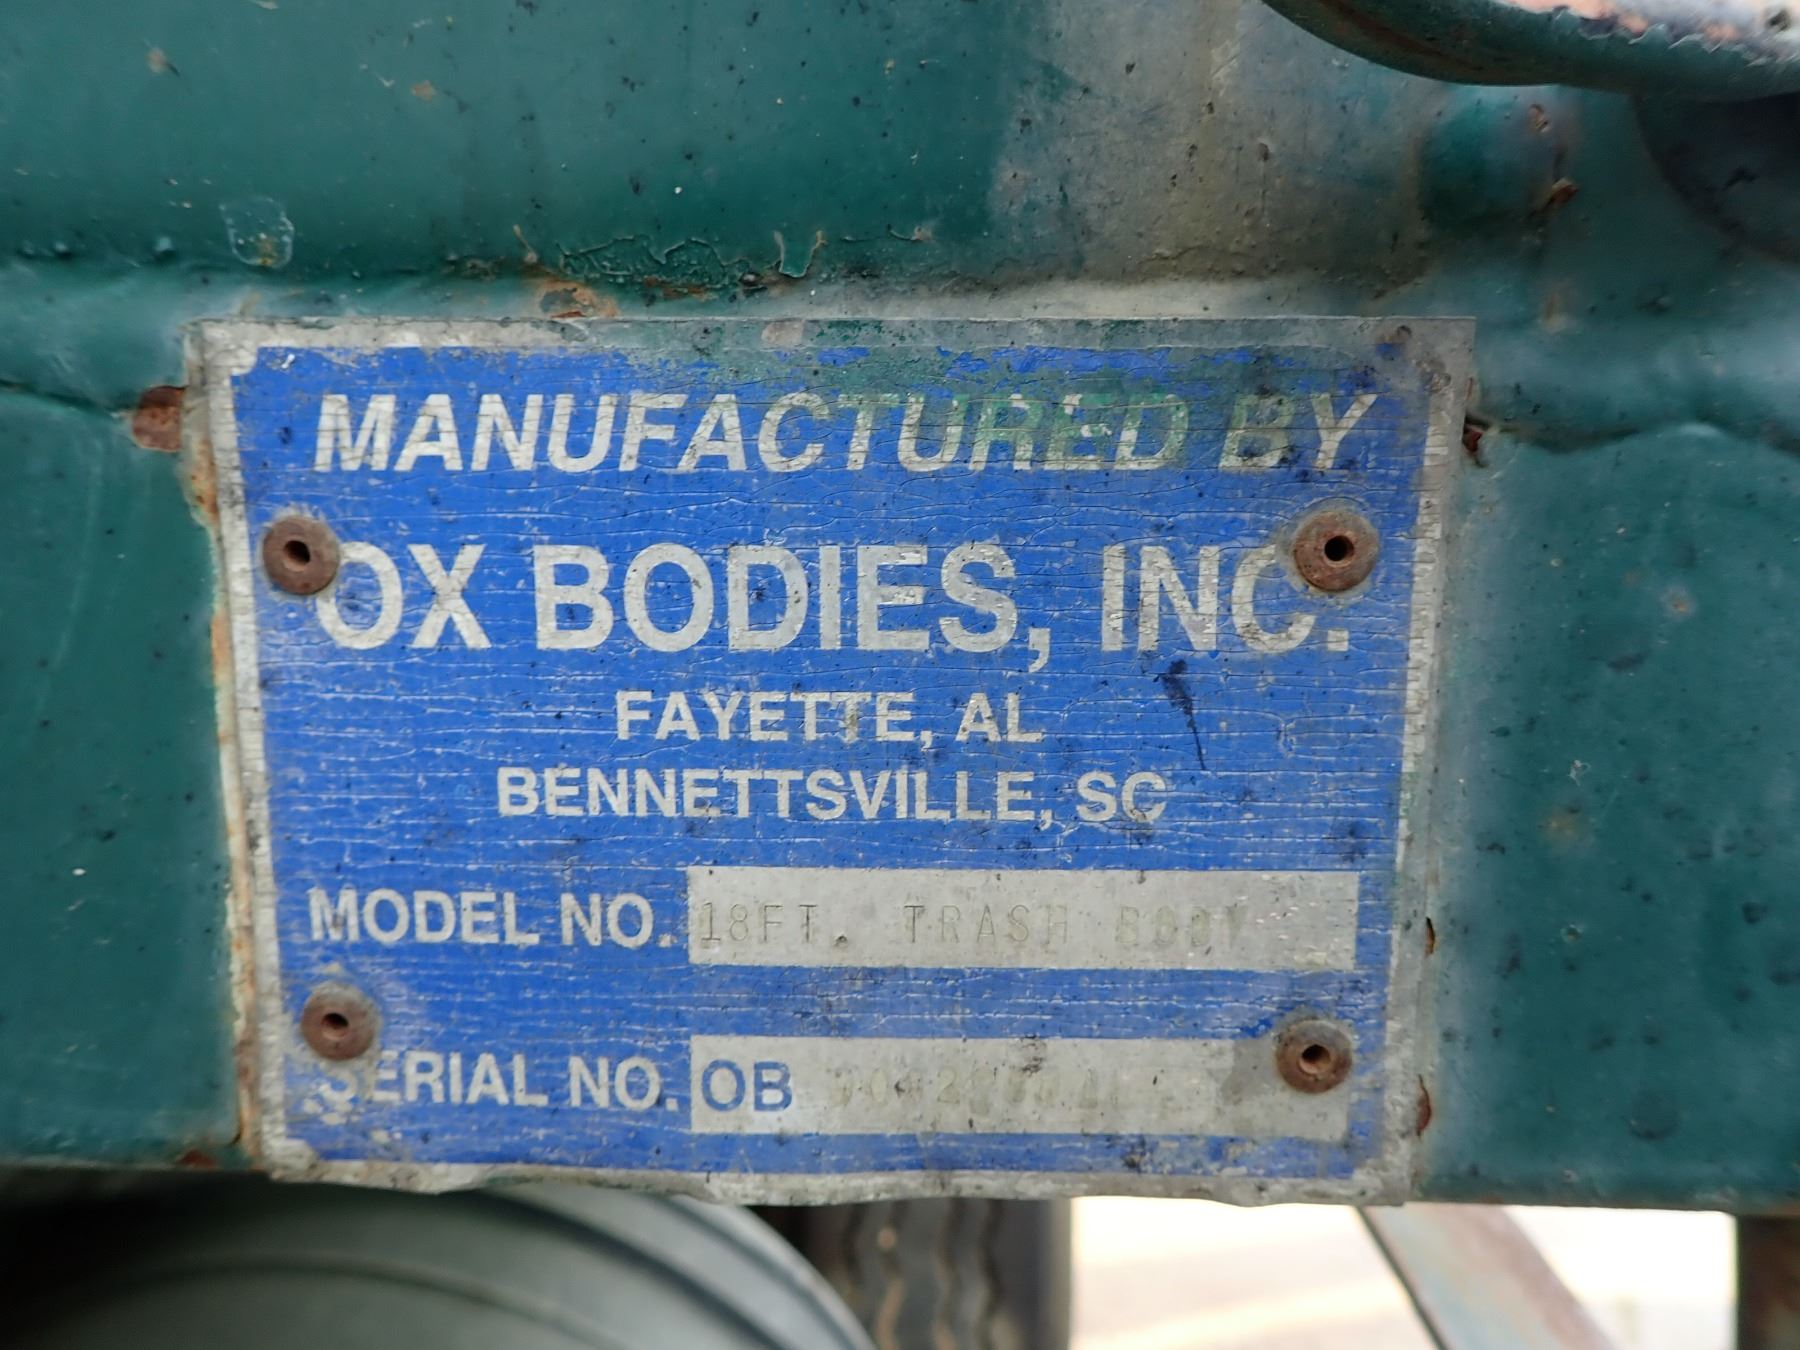 MANUFACTURED BY
OX BODIES, INC.
FAYETTE, AL
BENNETTSVILLE, SC
MODEL NO. 18FT. TRASH BODY
SERIAL NO. OB